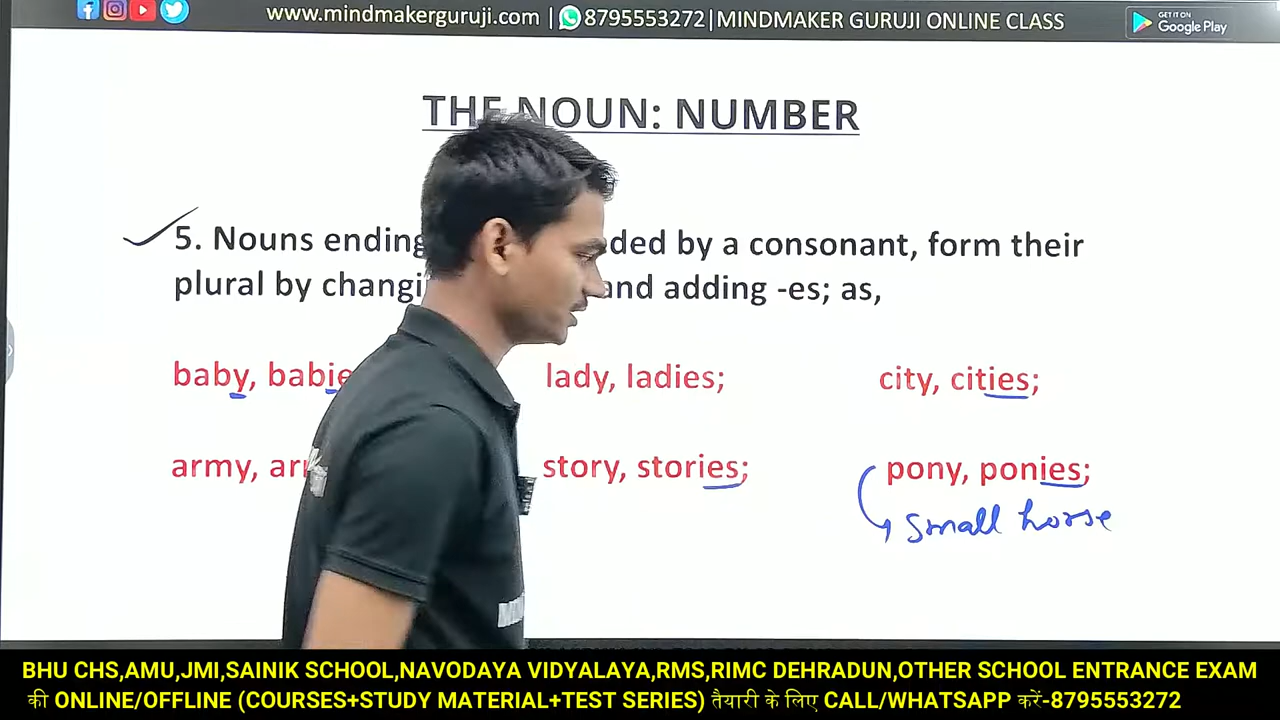 www.mindmakerguruji.com | 8795553272|MINDMAKER GURUJI ONLINE CLASS
GET IT ON
Google Play
THE NOUN: NUMBER
5. Nouns ending ded by a consonant, form their
plural by changi and adding -es; as,
baby, babie lady, ladies; city, cities;
army, ar story, stories; pony, ponies;
small horse
BHU CHS,AMU,JMI,SAINIK SCHOOL,NAVODAYA VIDYALAYA,RMS,RIMC DEHRADUN,OTHER SCHOOL ENTRANCE EXAM
की ONLINE/OFFLINE (COURSES+STUDY MATERIAL+TEST SERIES) तैयारी के लिए CALL/WHATSAPP करें-8795553272